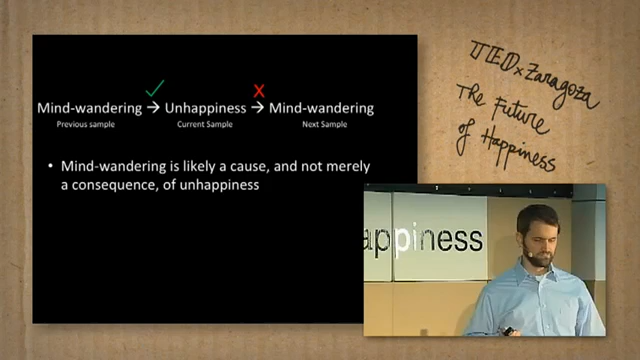 ✓ X
Mind-wandering → Unhappiness → Mind-wandering
Previous sample Current Sample Next Sample
• Mind-wandering is likely a cause, and not merely
a consequence, of unhappiness
TEDxZaragoza
The Future
of Happiness
appiness